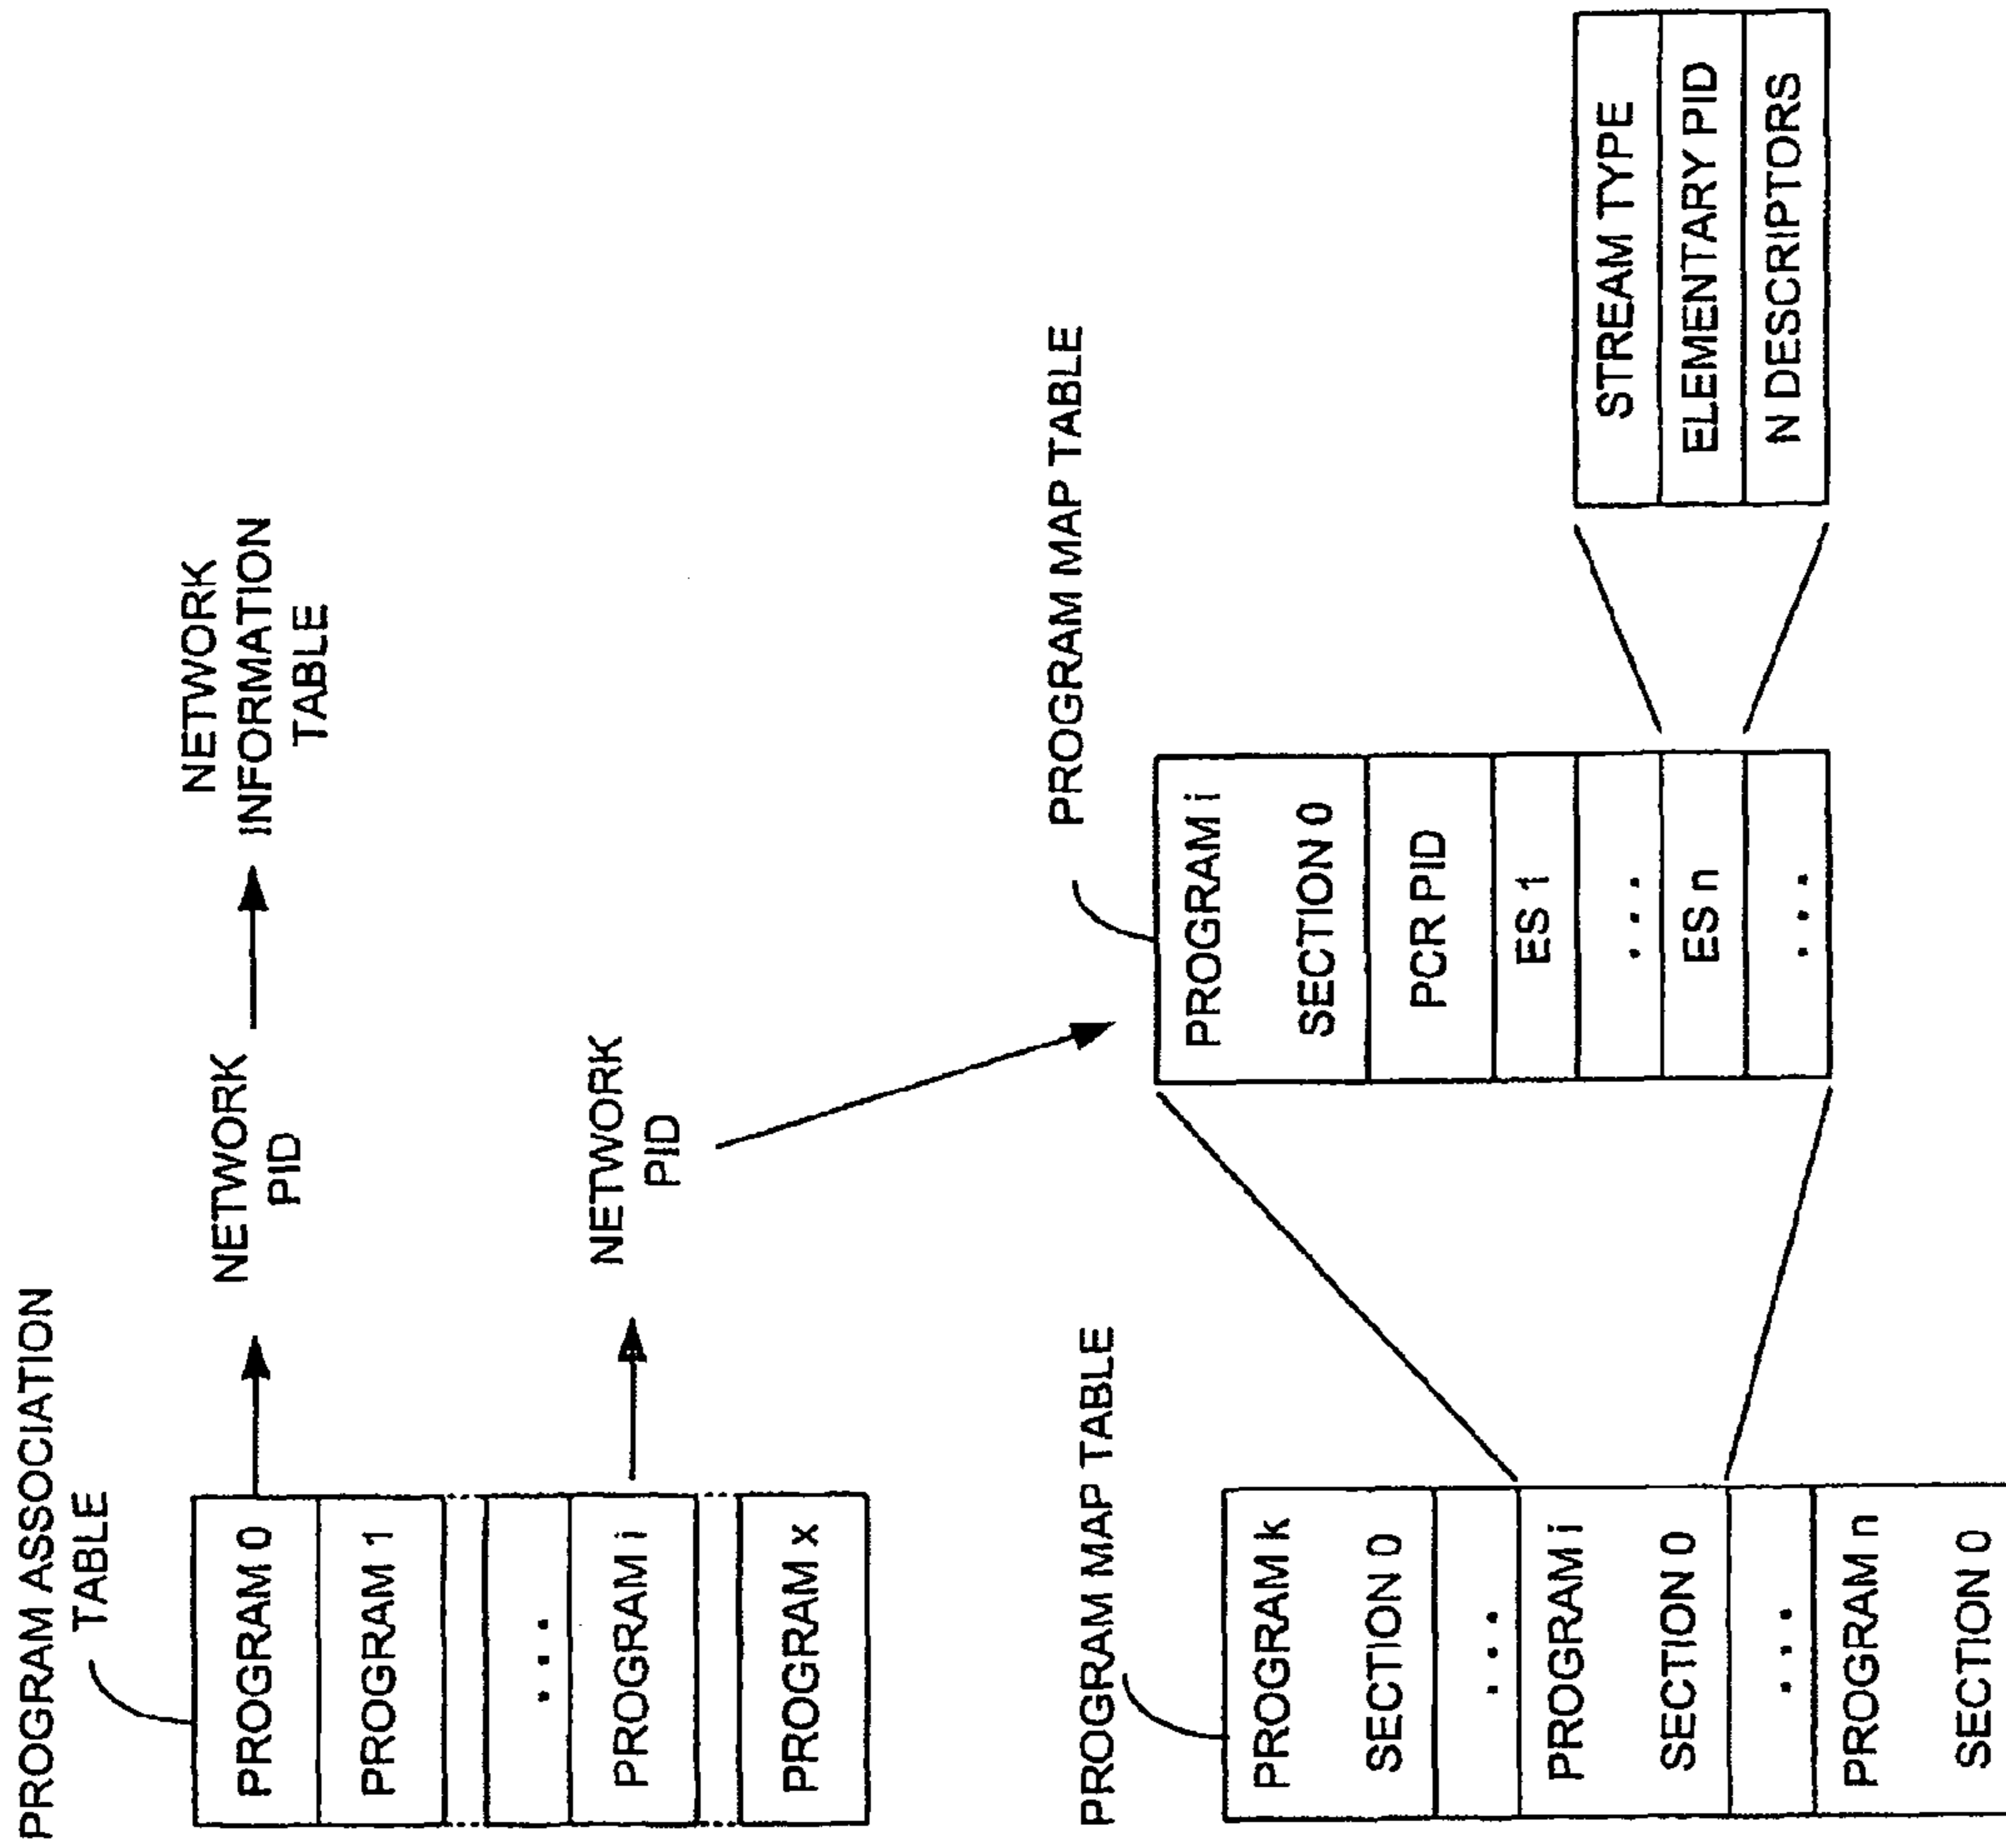 PROGRAM ASSOCIATION
TABLE
PROGRAM 0
PROGRAM 1
...
PROGRAM i
PROGRAM x
NETWORK
PID
NETWORK
INFORMATION
TABLE
NETWORK
PID
PROGRAM MAP TABLE
PROGRAM k
SECTION 0
...
PROGRAM i
SECTION 0
...
PROGRAM n
SECTION 0
PROGRAM MAP TABLE
PROGRAM i
SECTION 0
PCR PID
ES 1
...
ES n
...
STREAM TYPE
ELEMENTARY PID
N DESCRIPTORS